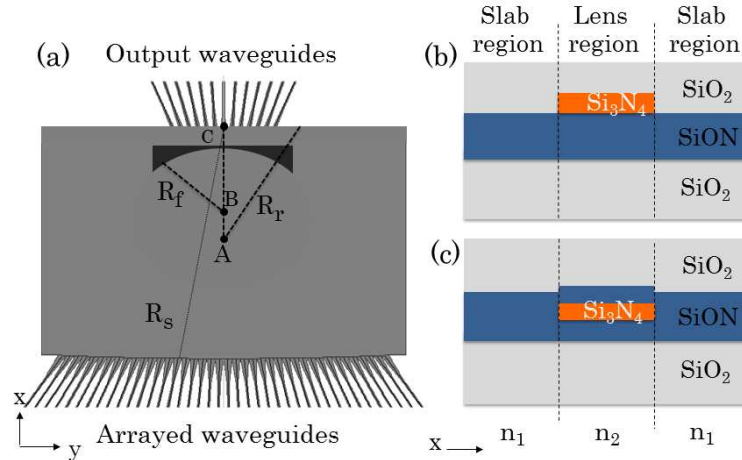 (a)
Output waveguides
C
B
A
R_f
R_r
R_s
x
y
Arrayed waveguides
Slab region
Lens region
Slab region
(b)
SiO₂
Si₃N₄
SiON
SiO₂
(c)
SiO₂
Si₃N₄
SiON
SiO₂
x
n₁
n₂
n₁